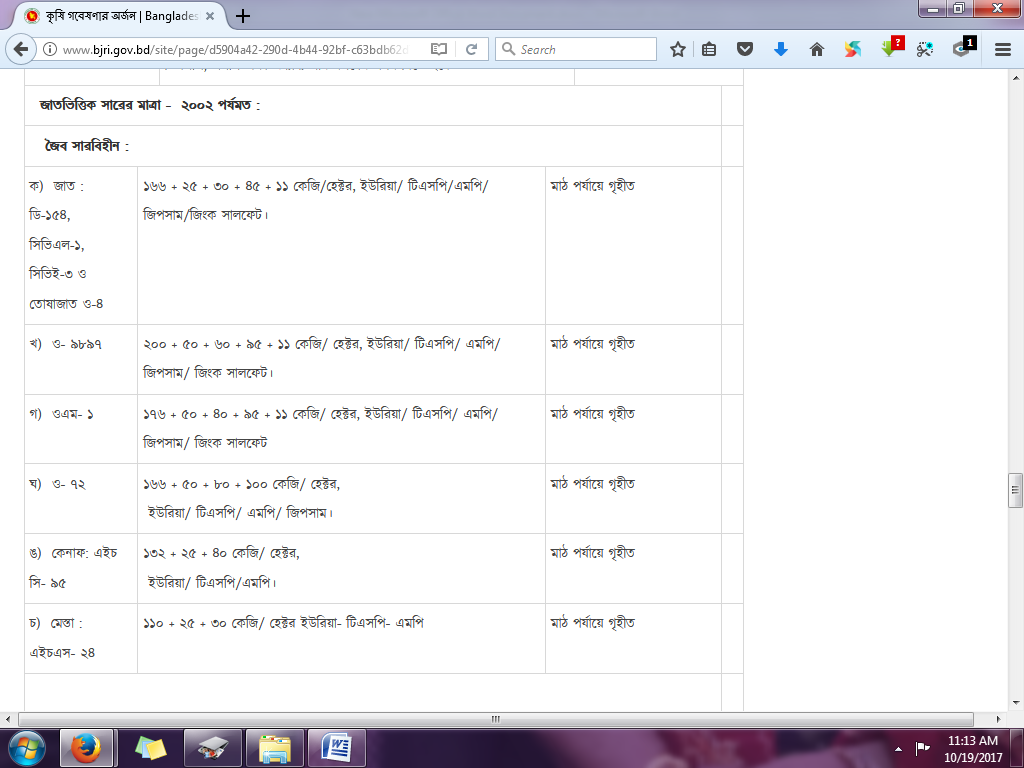 কৃষি গবেষণার অর্জন | Banglades
www.bjri.gov.bd/site/page/d5904a42-290d-4b44-92bf-c63bdb62d
Search
?
1
জাতভিত্তিক সারের মাত্রা - ২০০২ পর্যমত :
জৈব সারবিহীন :
ক) জাত :
ডি-১৫৪,
সিভিএল-১,
সিভিই-৩ ও
তোষাজাত ও-৪
১৬৬ + ২৫ + ৩০ + ৪৫ + ১১ কেজি/হেক্টর, ইউরিয়া/ টিএসপি/এমপি/
জিপসাম/জিংক সালফেট।
মাঠ পর্যায়ে গৃহীত
খ) ও- ৯৮৯৭
২০০ + ৫০ + ৬০ + ৯৫ + ১১ কেজি/ হেক্টর, ইউরিয়া/ টিএসপি/ এমপি/
জিপসাম/ জিংক সালফেট।
মাঠ পর্যায়ে গৃহীত
গ) ওএম- ১
১৭৬ + ৫০ + ৪০ + ৯৫ + ১১ কেজি/ হেক্টর, ইউরিয়া/ টিএসপি/ এমপি/
জিপসাম/ জিংক সালফেট
মাঠ পর্যায়ে গৃহীত
ঘ) ও- ৭২
১৬৬ + ৫০ + ৮০ + ১০০ কেজি/ হেক্টর,
ইউরিয়া/ টিএসপি/ এমপি/ জিপসাম।
মাঠ পর্যায়ে গৃহীত
ঙ) কেনাফ: এইচ
সি- ৯৫
১৩২ + ২৫ + ৪০ কেজি/ হেক্টর,
ইউরিয়া/ টিএসপি/এমপি।
মাঠ পর্যায়ে গৃহীত
চ) মেস্তা :
এইচএস- ২৪
১১০ + ২৫ + ৩০ কেজি/ হেক্টর ইউরিয়া- টিএসপি- এমপি
মাঠ পর্যায়ে গৃহীত
11:13 AM
10/19/2017